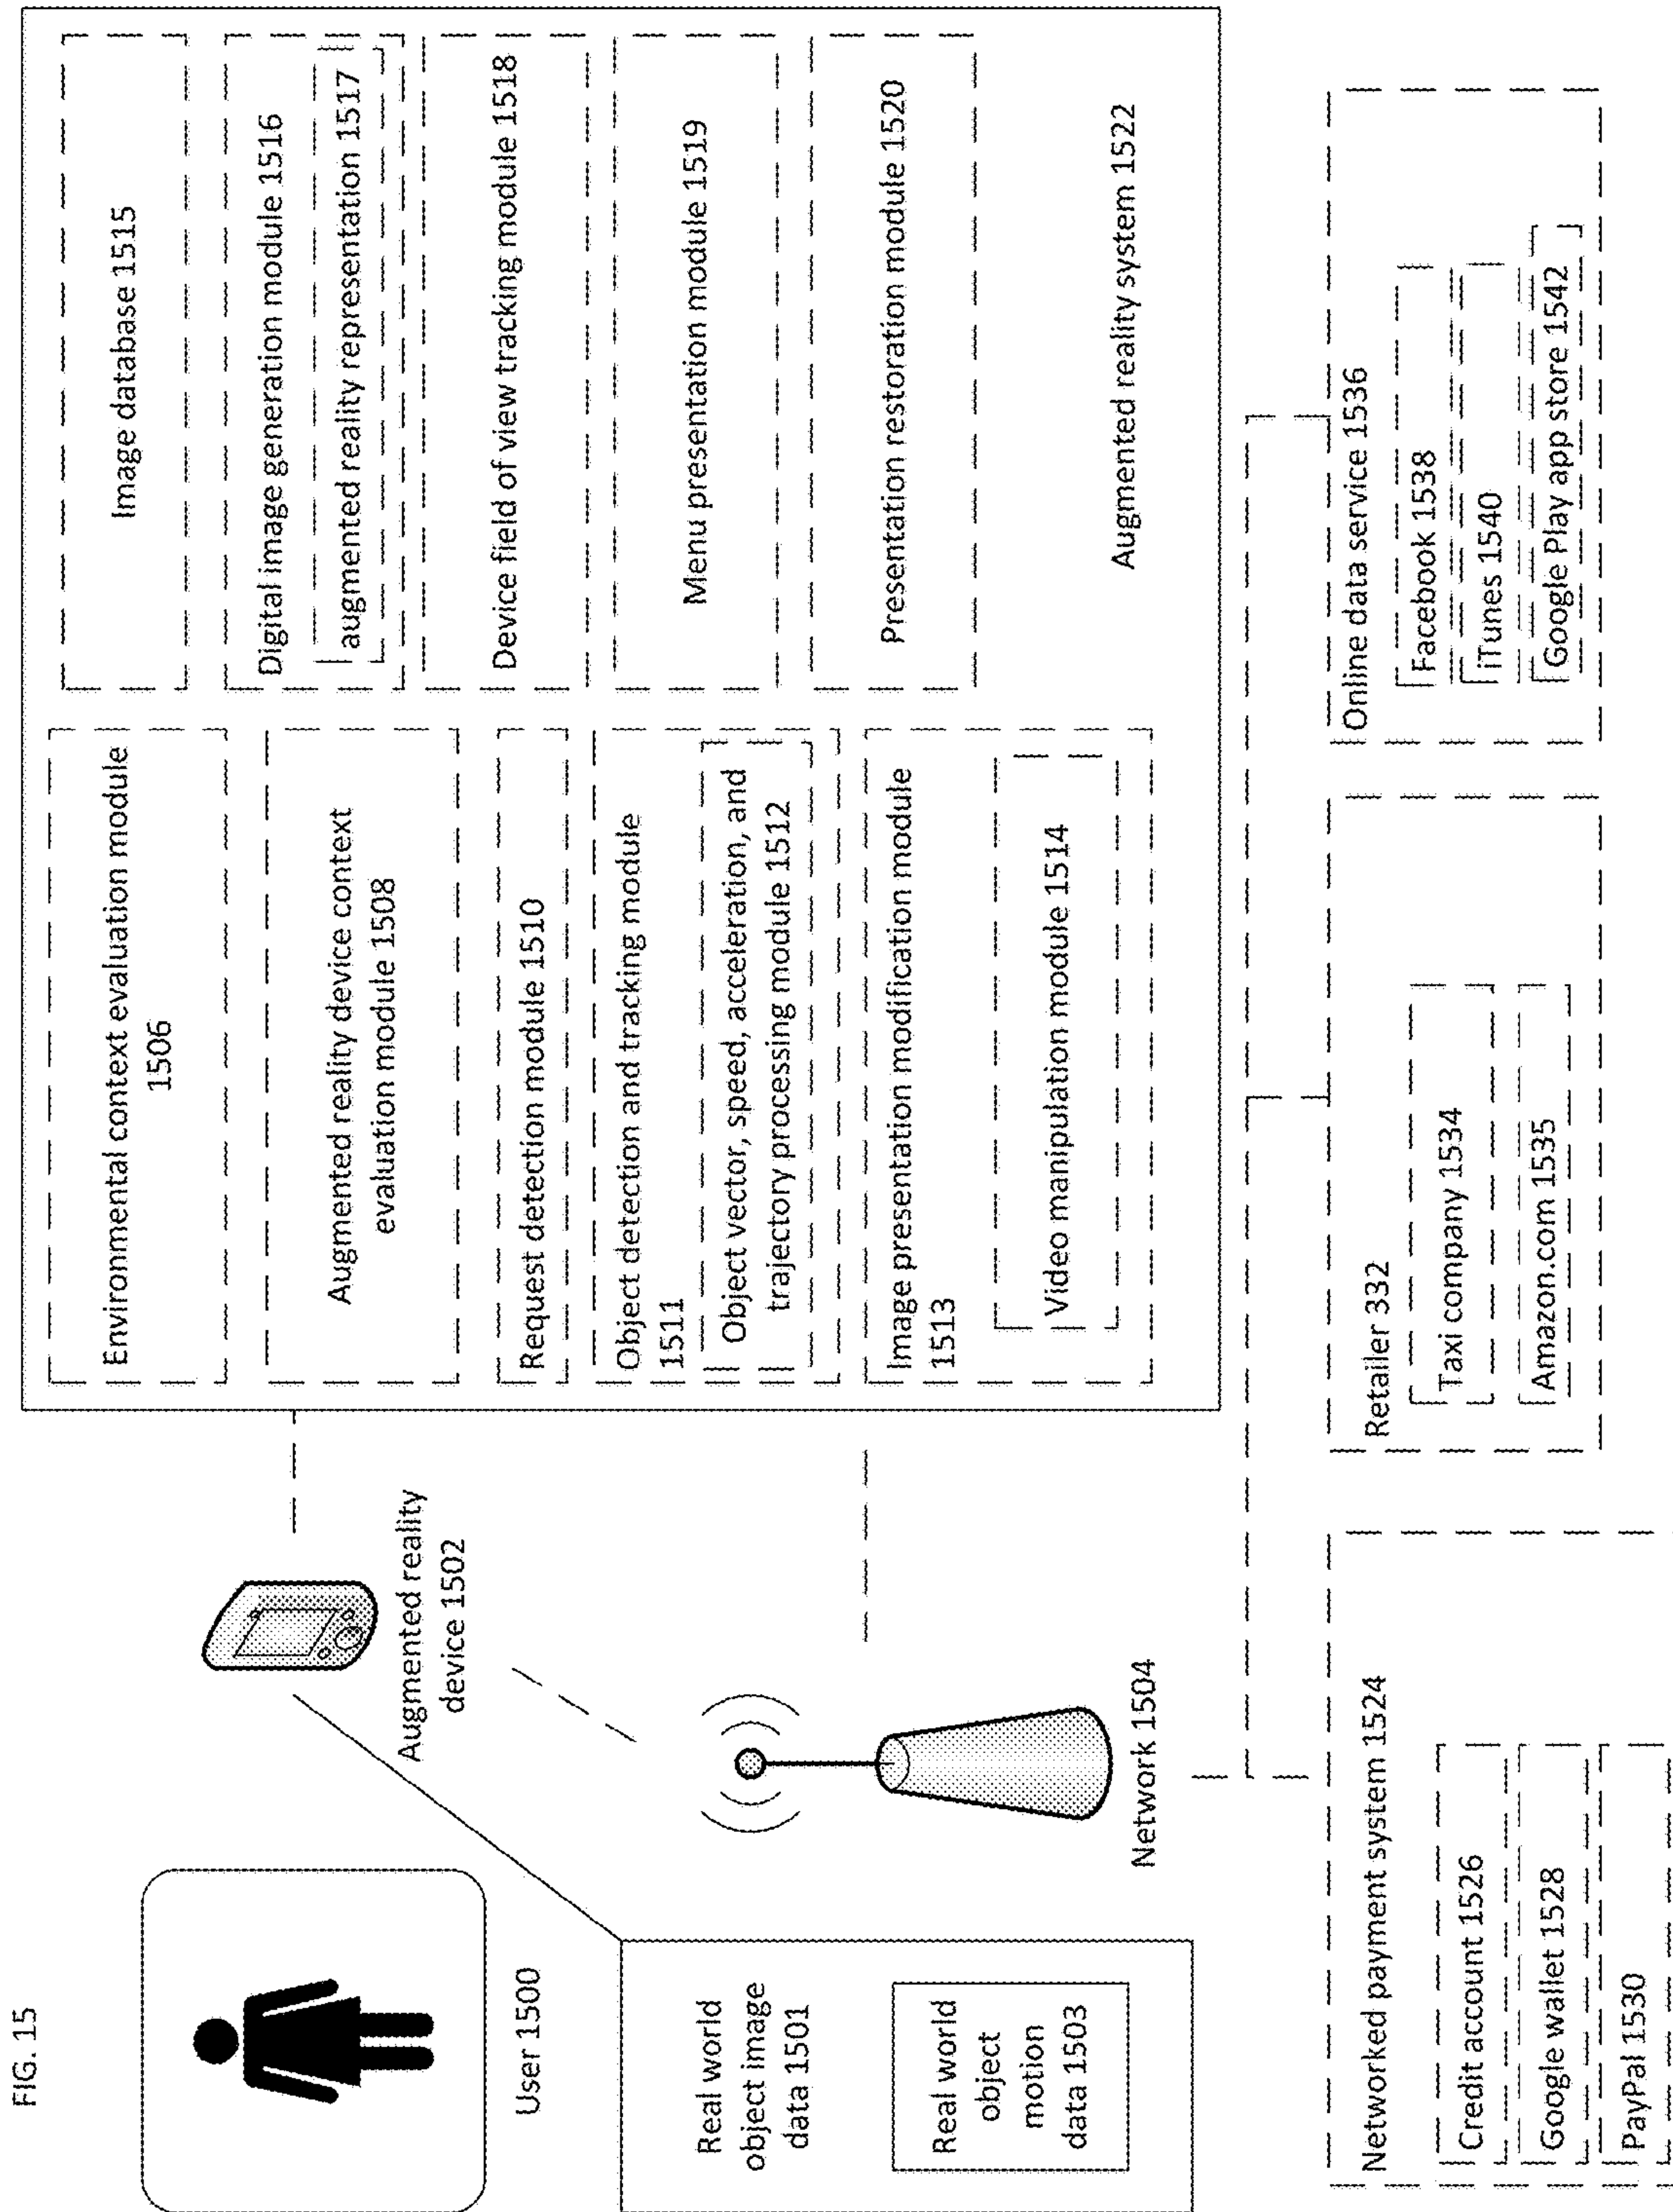 FIG. 15
User 1500
Real world
object image
data 1501
Real world
object
motion
data 1503
Augmented reality
device 1502
Network 1504
Environmental context evaluation module
1506
Augmented reality device context
evaluation module 1508
Request detection module 1510
Object detection and tracking module
1511
Object vector, speed, acceleration, and
trajectory processing module 1512
Image presentation modification module
1513
Video manipulation module 1514
Image database 1515
Digital image generation module 1516
augmented reality representation 1517
Device field of view tracking module 1518
Menu presentation module 1519
Presentation restoration module 1520
Augmented reality system 1522
Networked payment system 1524
Credit account 1526
Google wallet 1528
PayPal 1530
Retailer 332
Taxi company 1534
Amazon.com 1535
Online data service 1536
Facebook 1538
iTunes 1540
Google Play app store 1542